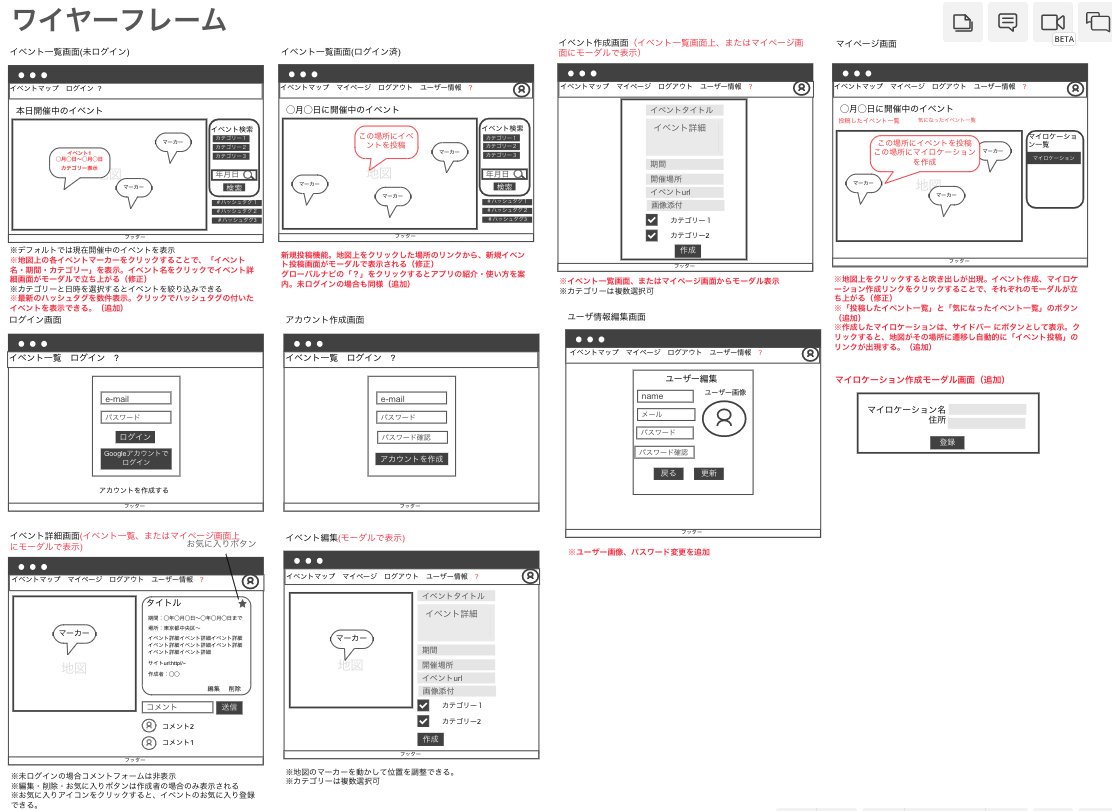 ワイヤーフレーム
BETA
イベント一覧画面(未ログイン)
イベントマップ ログイン ?
本日開催中のイベント
イベント1
〇月〇日〜〇月〇日
カテゴリー表示
マーカー
マーカー
イベント検索
カテゴリー1
カテゴリー2
カテゴリー3
年月日
検索
#ハッシュタグ1
#ハッシュタグ2
#ハッシュタグ3
フッター
※デフォルトでは現在開催中のイベントを表示
※地図上の各イベントマーカーをクリックすることで、「イベント
名・期間・カテゴリー」を表示。イベント名をクリックでイベント詳
細画面がモーダルで立ち上がる（修正）
※カテゴリーと日時を選択するとイベントを絞り込みできる
※最新のハッシュタグを数件表示。クリックでハッシュタグの付いた
イベントを表示できる。（追加）
イベント一覧画面(ログイン済)
イベントマップ マイページ ログアウト ユーザー情報 ?
〇月〇日に開催中のイベント
この場所にイベ
ントを投稿
地図
マーカー
マーカー
マーカー
イベント検索
カテゴリー1
カテゴリー2
カテゴリー3
年月日
検索
#ハッシュタグ1
#ハッシュタグ2
#ハッシュタグ3
フッター
新規投稿機能。地図上をクリックした場所のリンクから、新規イベン
ト投稿画面がモーダルで表示される（修正）
グローバルナビの「？」をクリックするとアプリの紹介・使い方を案
内。未ログインの場合も同様（追加）
イベント作成画面（イベント一覧画面上、またはマイページ画
面にモーダルで表示）
イベントマップ マイページ ログアウト ユーザー情報 ?
イベントタイトル
イベント詳細
期間
開催場所
イベントurl
画像添付
カテゴリー1
カテゴリー2
作成
フッター
※イベント一覧画面、またはマイページ画面からモーダル表示
※カテゴリーは複数選択可
マイページ画面
イベントマップ マイページ ログアウト ユーザー情報 ?
〇月〇日に開催中のイベント
投稿したイベント一覧 気になったイベント一覧
この場所にイベントを投稿
この場所にマイロケーション
を作成
地図
マーカー
マーカー
マーカー
マイロケーショ
ン一覧
マイロケーション
フッター
※地図上をクリックすると吹き出しが出現。イベント作成、マイロケ
ーション作成リンクをクリックすることで、それぞれのモーダルが立
ち上がる（修正）
※「投稿したイベント一覧」と「気になったイベント一覧」のボタン
（追加）
※作成したマイロケーションは、サイドバー にボタンとして表示。ク
リックすると、地図がその場所に遷移し自動的に「イベント投稿」の
リンクが出現する。（追加）
マイロケーション作成モーダル画面（追加）
マイロケーション名
住所
登録
ログイン画面
イベント一覧 ログイン ?
e-mail
パスワード
ログイン
Googleアカウントで
ログイン
アカウントを作成する
フッター
アカウント作成画面
イベント一覧 ログイン ?
e-mail
パスワード
パスワード確認
アカウントを作成
フッター
ユーザ情報編集画面
イベントマップ マイページ ログアウト ユーザー情報 ?
ユーザー編集
name
メール
パスワード
パスワード確認
ユーザー画像
戻る 更新
フッター
※ユーザー画像、パスワード変更を追加
イベント詳細画面(イベント一覧、またはマイページ画面上
にモーダルで表示)
お気に入りボタン
イベントマップ マイページ ログアウト ユーザー情報 ?
マーカー
地図
タイトル
期間：〇年〇月〇日〜〇年〇月〇日まで
場所：東京都中央区〜
イベント詳細イベント詳細イベント詳細
イベント詳細イベント詳細イベント詳細
イベント詳細イベント詳細
サイトurl:http/~
作成者：〇〇
編集 削除
コメント 送信
コメント2
コメント1
フッター
※未ログインの場合コメントフォームは非表示
※編集・削除・お気に入りボタンは作成者の場合のみ表示される
※お気に入りアイコンをクリックすると、イベントのお気に入り登録
できる。
イベント編集(モーダルで表示)
イベントマップ マイページ ログアウト ユーザー情報 ?
マーカー
地図
イベントタイトル
イベント詳細
期間
開催場所
イベントurl
画像添付
カテゴリー1
カテゴリー2
作成
フッター
※地図のマーカーを動かして位置を調整できる。
※カテゴリーは複数選択可